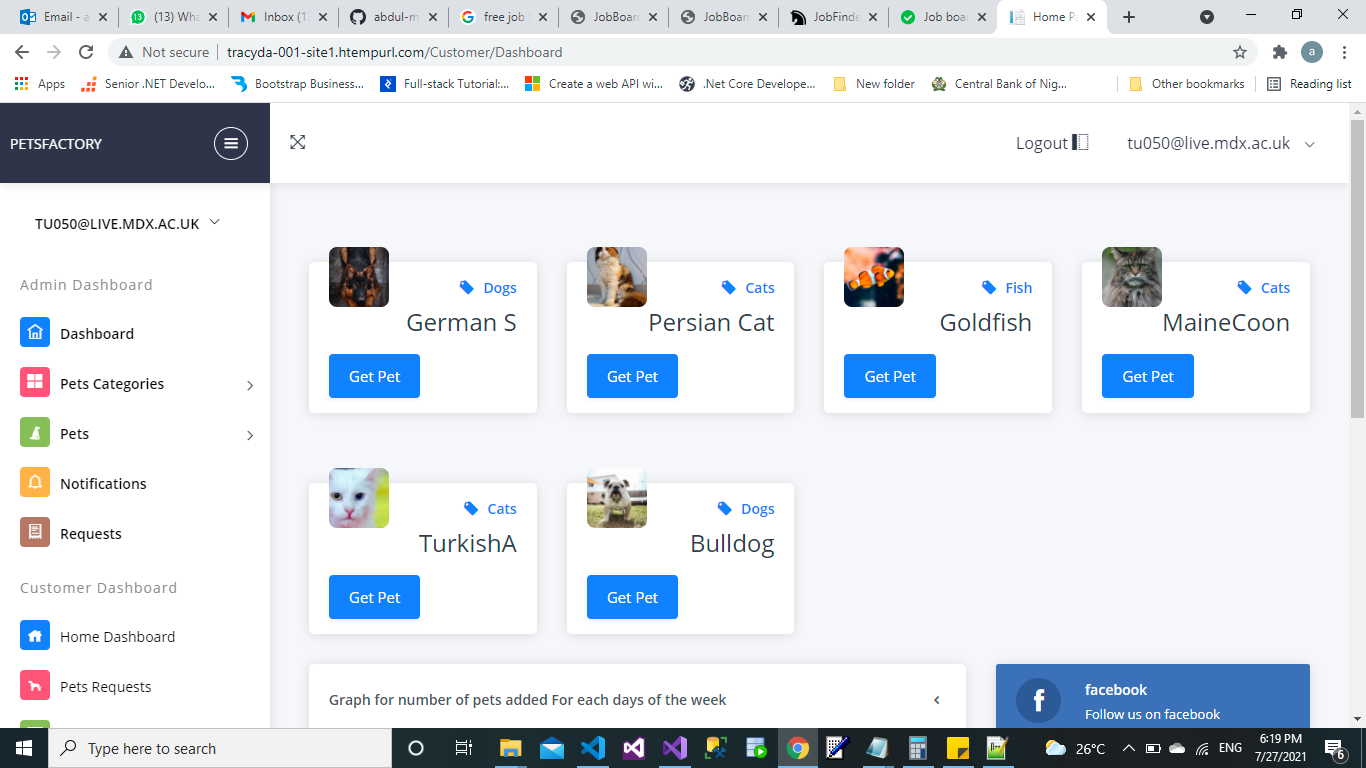 Email - a
(13) Wha
Inbox (13
abdul-m
free job
JobBoar
JobBoar
JobFinde
Job boar
Home Pa
Not secure
tracyda-001-site1.htempurl.com/Customer/Dashboard
a
Apps
Senior .NET Develo...
Bootstrap Business...
Full-stack Tutorial:...
Create a web API wi...
.Net Core Develope...
New folder
Central Bank of Nig...
Other bookmarks
Reading list
PETSFACTORY
Logout
tu050@live.mdx.ac.uk
TU050@LIVE.MDX.AC.UK
Admin Dashboard
Dashboard
Pets Categories
Pets
Notifications
Requests
Customer Dashboard
Home Dashboard
Pets Requests
Dogs
German S
Get Pet
Cats
Persian Cat
Get Pet
Fish
Goldfish
Get Pet
Cats
MaineCoon
Get Pet
Cats
TurkishA
Get Pet
Dogs
Bulldog
Get Pet
Graph for number of pets added For each days of the week
facebook
Follow us on facebook
Type here to search
26°C
ENG
6:19 PM
7/27/2021
6